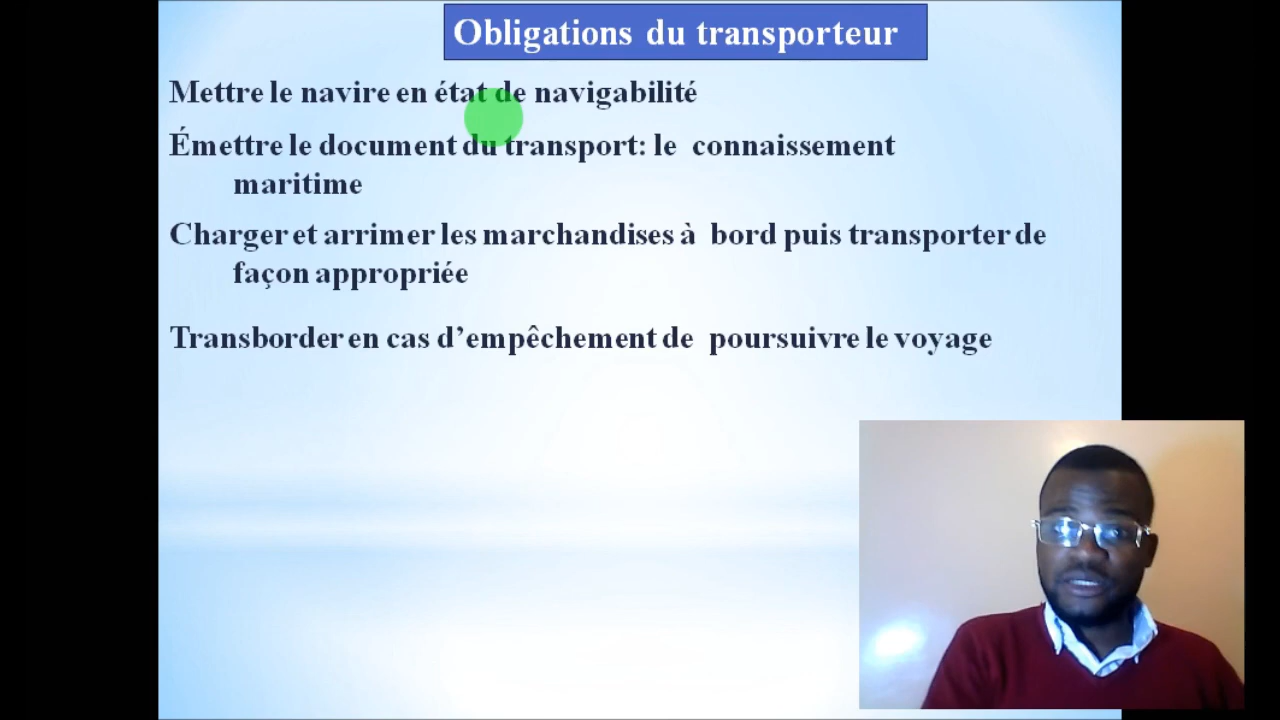 Obligations du transporteur
Mettre le navire en état de navigabilité
Émettre le document du transport: le connaissement
maritime
Charger et arrimer les marchandises à bord puis transporter de
façon appropriée
Transborder en cas d’empêchement de poursuivre le voyage